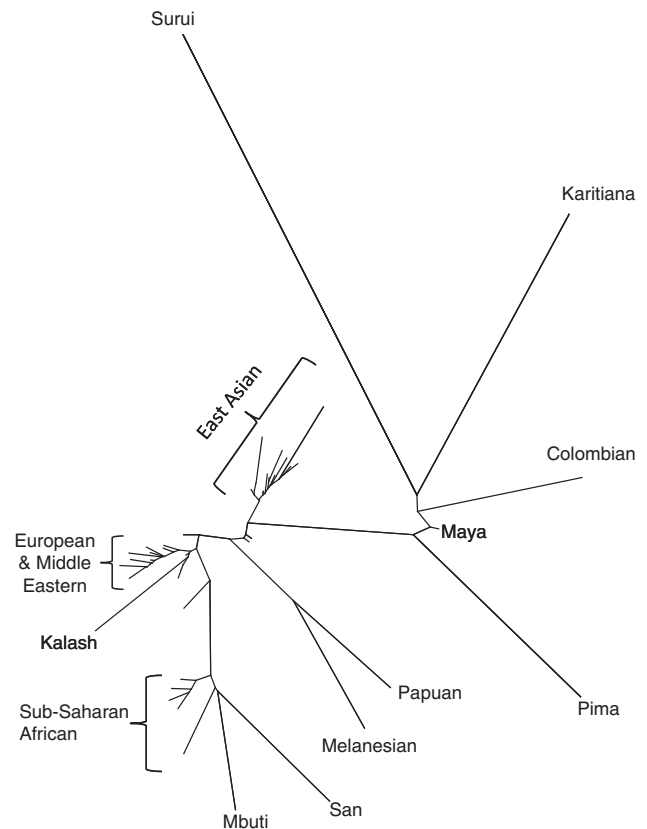 Surui
Karitiana
East Asian
Colombian
Maya
European
& Middle
Eastern
Kalash
Papuan
Pima
Sub-Saharan
African
Melanesian
San
Mbuti